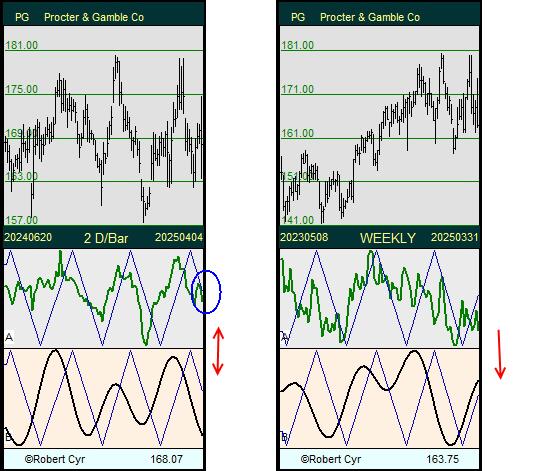 PG Procter & Gamble Co
181.00
175.00
169.00
163.00
157.00
20240620 2 D/Bar 20250404
A
B
©Robert Cyr 168.07
PG Procter & Gamble Co
181.00
171.00
161.00
151.00
141.00
20230508 WEEKLY 20250331
A
B
©Robert Cyr 163.75